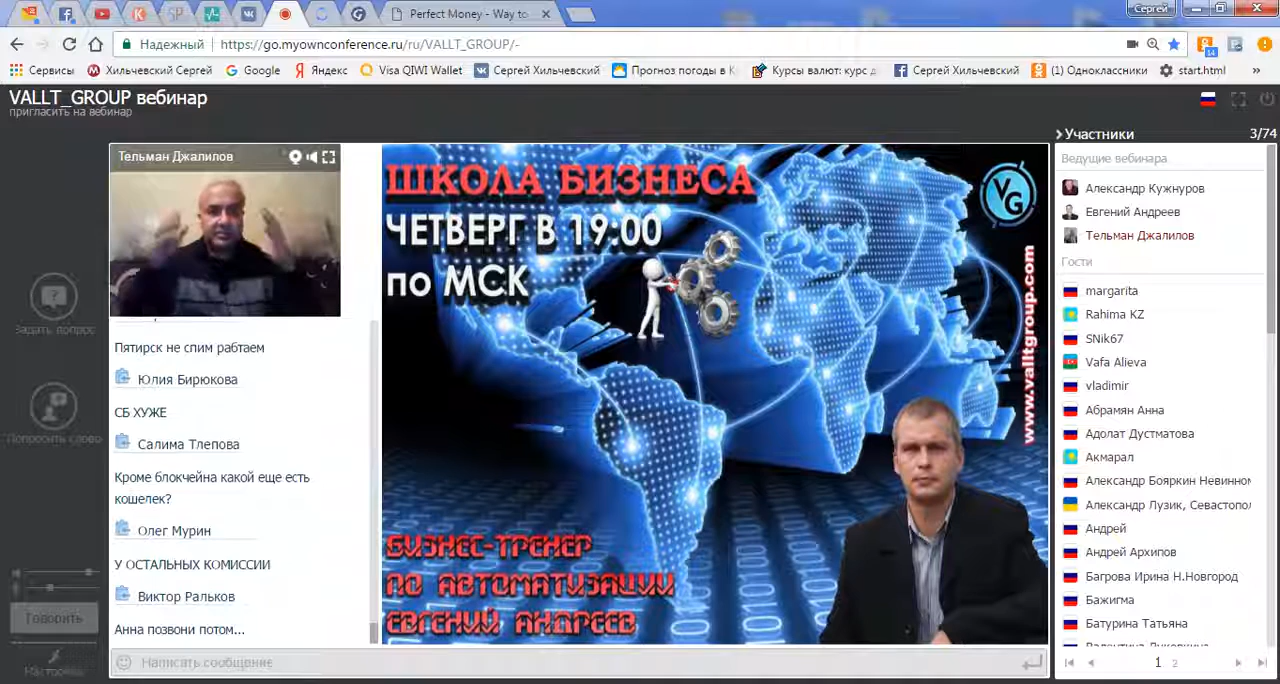 Сергей
Perfect Money - Way to
Надежный
https://go.myownconference.ru/ru/VALLT_GROUP/-
14
Сервисы
Хильчевский Сергей
Google
Яндекс
Visa QIWI Wallet
Сергей Хильчевский
Прогноз погоды в К
Курсы валют: курс д
Сергей Хильчевский
(1) Одноклассники
start.html
»
VALLT_GROUP вебинар
пригласить на вебинар
Участники
3/74
Тельман Джалилов
Задать вопрос
Попросить слово
Говорить
Настройка
Пятирск не спим рабтаем
Юлия Бирюкова
СБ ХУЖЕ
Салима Тлепова
Кроме блокчейна какой еще есть
кошелек?
Олег Мурин
У ОСТАЛЬНЫХ КОМИССИИ
Виктор Ральков
Анна позвони потом...
Написать сообщение
ШКОЛА БИЗНЕСА
ЧЕТВЕРГ В 19:00
по МСК
VG
www.valltgroup.com
БИЗНЕС-ТРЕНЕР
ПО АВТОМАТИЗАЦИИ
ЕВГЕНИЙ АНДРЕЕВ
Ведущие вебинара
Александр Кужнуров
Евгений Андреев
Тельман Джалилов
Гости
margarita
Rahima KZ
SNik67
Vafa Alieva
vladimir
Абрамян Анна
Адолат Дустматова
Акмарал
Александр Бояркин Невинном
Александр Лузик, Севастопол
Андрей
Андрей Архипов
Багрова Ирина Н.Новгород
Бажигма
Батурина Татьяна
1 2